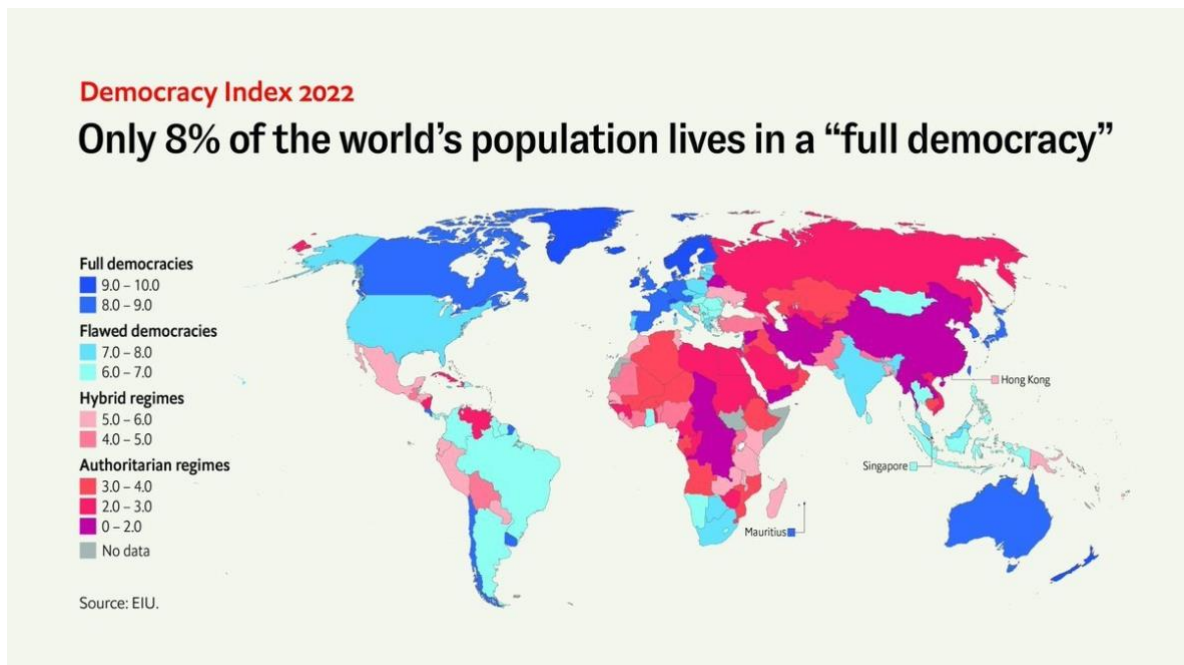 Democracy Index 2022
Only 8% of the world's population lives in a “full democracy”
Full democracies
9.0 – 10.0
8.0 – 9.0
Flawed democracies
7.0 – 8.0
6.0 – 7.0
Hybrid regimes
5.0 – 6.0
4.0 – 5.0
Authoritarian regimes
3.0 – 4.0
2.0 – 3.0
0 – 2.0
No data
Hong Kong
Singapore
Mauritius
Source: EIU.